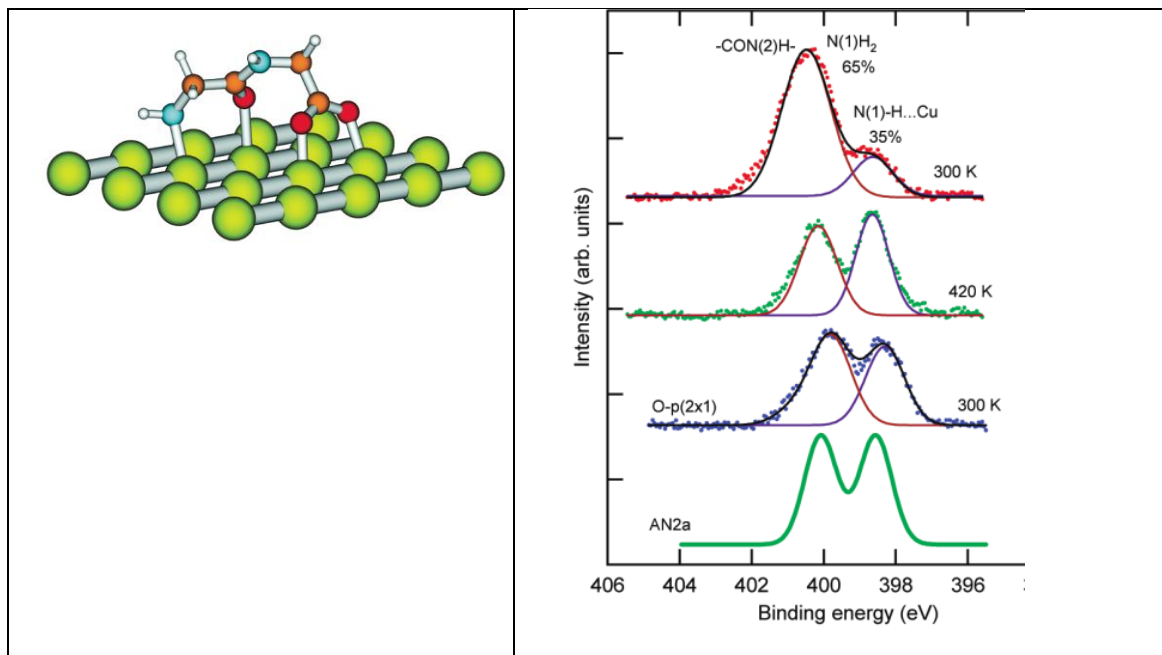 -CON(2)H-
N(1)H₂
65%
N(1)-H...Cu
35%
300 K
420 K
O-p(2x1)
300 K
AN2a
Intensity (arb. units)
406 404 402 400 398 396
Binding energy (eV)